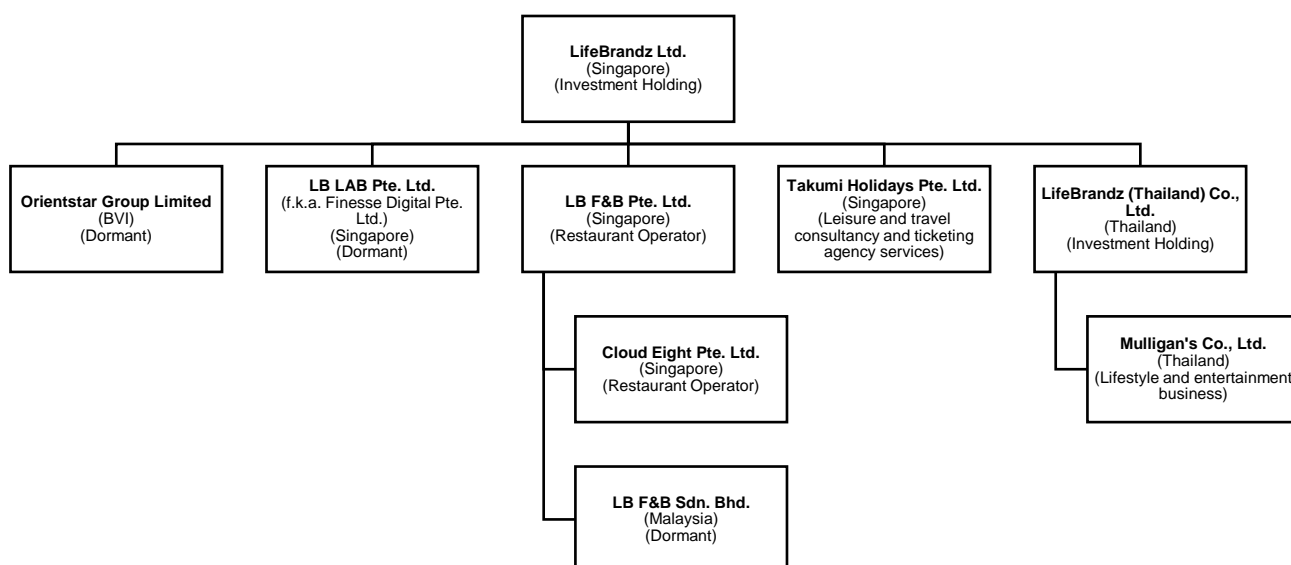 LifeBrandz Ltd.
(Singapore)
(Investment Holding)
Orientstar Group Limited
(BVI)
(Dormant)
LB LAB Pte. Ltd.
(f.k.a. Finesse Digital Pte.
Ltd.)
(Singapore)
(Dormant)
LB F&B Pte. Ltd.
(Singapore)
(Restaurant Operator)
Takumi Holidays Pte. Ltd.
(Singapore)
(Leisure and travel
consultancy and ticketing
agency services)
LifeBrandz (Thailand) Co.,
Ltd.
(Thailand)
(Investment Holding)
Cloud Eight Pte. Ltd.
(Singapore)
(Restaurant Operator)
Mulligan's Co., Ltd.
(Thailand)
(Lifestyle and entertainment
business)
LB F&B Sdn. Bhd.
(Malaysia)
(Dormant)